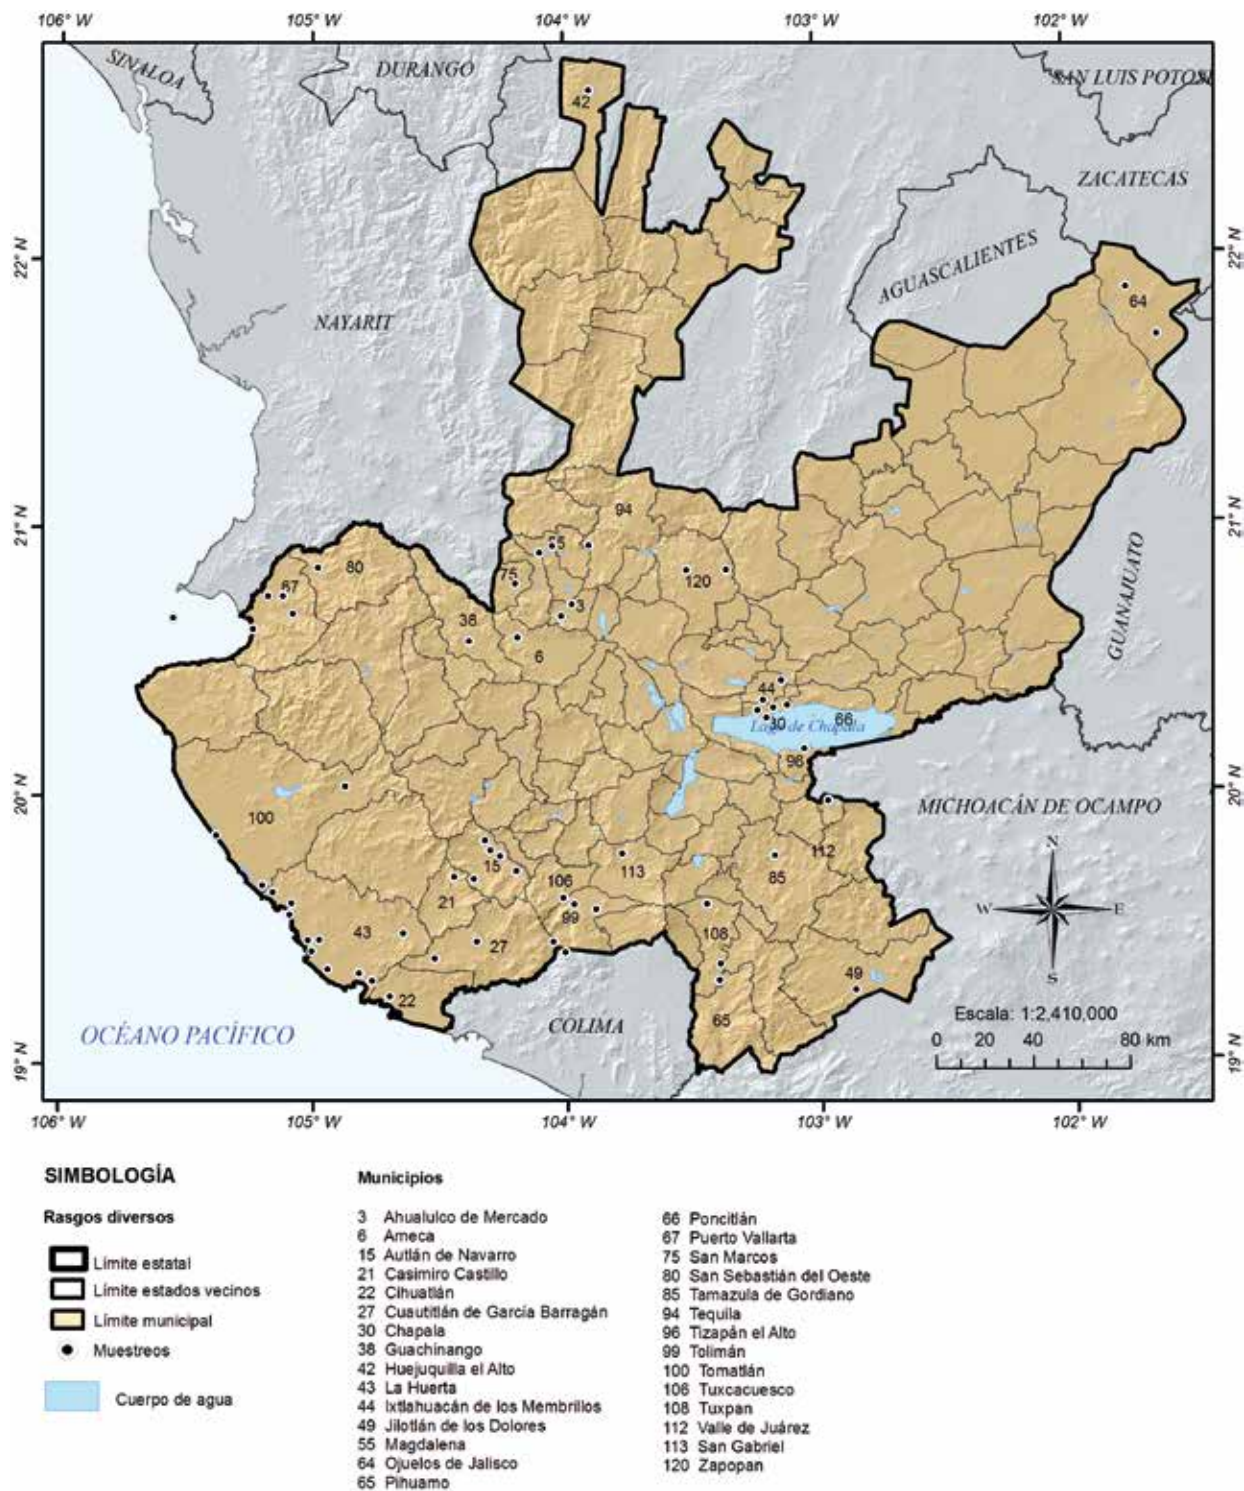 106° W 105° W 104° W 103° W 102° W
SINALOA
DURANGO
SAN LUIS POTOSÍ
42
ZACATECAS
22° N
22° N
AGUASCALIENTES
64
NAYARIT
21° N
21° N
94
55
80
75
120
67
3
38
6
GUANAJUATO
44
30
66
Lago de Chapala
96
20° N
20° N
MICHOACÁN DE OCAMPO
100
N
15
113
112
85
106
21
99
W E
43
108
27
S
49
22
Escala: 1:2,410,000
65
COLIMA
OCÉANO PACÍFICO
0 20 40 80 km
19° N
19° N
106° W 105° W 104° W 103° W 102° W
SIMBOLOGÍA
Rasgos diversos
Límite estatal
Límite estados vecinos
Límite municipal
Muestreos
Cuerpo de agua
Municipios
3 Ahualulco de Mercado
6 Ameca
15 Autlán de Navarro
21 Casimiro Castillo
22 Cihuatlán
27 Cuautitlán de García Barragán
30 Chapala
38 Guachinango
42 Huejuquilla el Alto
43 La Huerta
44 Ixtlahuacán de los Membrillos
49 Jilotlán de los Dolores
55 Magdalena
64 Ojuelos de Jalisco
65 Pihuamo
66 Poncitlán
67 Puerto Vallarta
75 San Marcos
80 San Sebastián del Oeste
85 Tamazula de Gordiano
94 Tequila
96 Tizapán el Alto
99 Tolimán
100 Tomatlán
106 Tuxcacuesco
108 Tuxpan
112 Valle de Juárez
113 San Gabriel
120 Zapopan